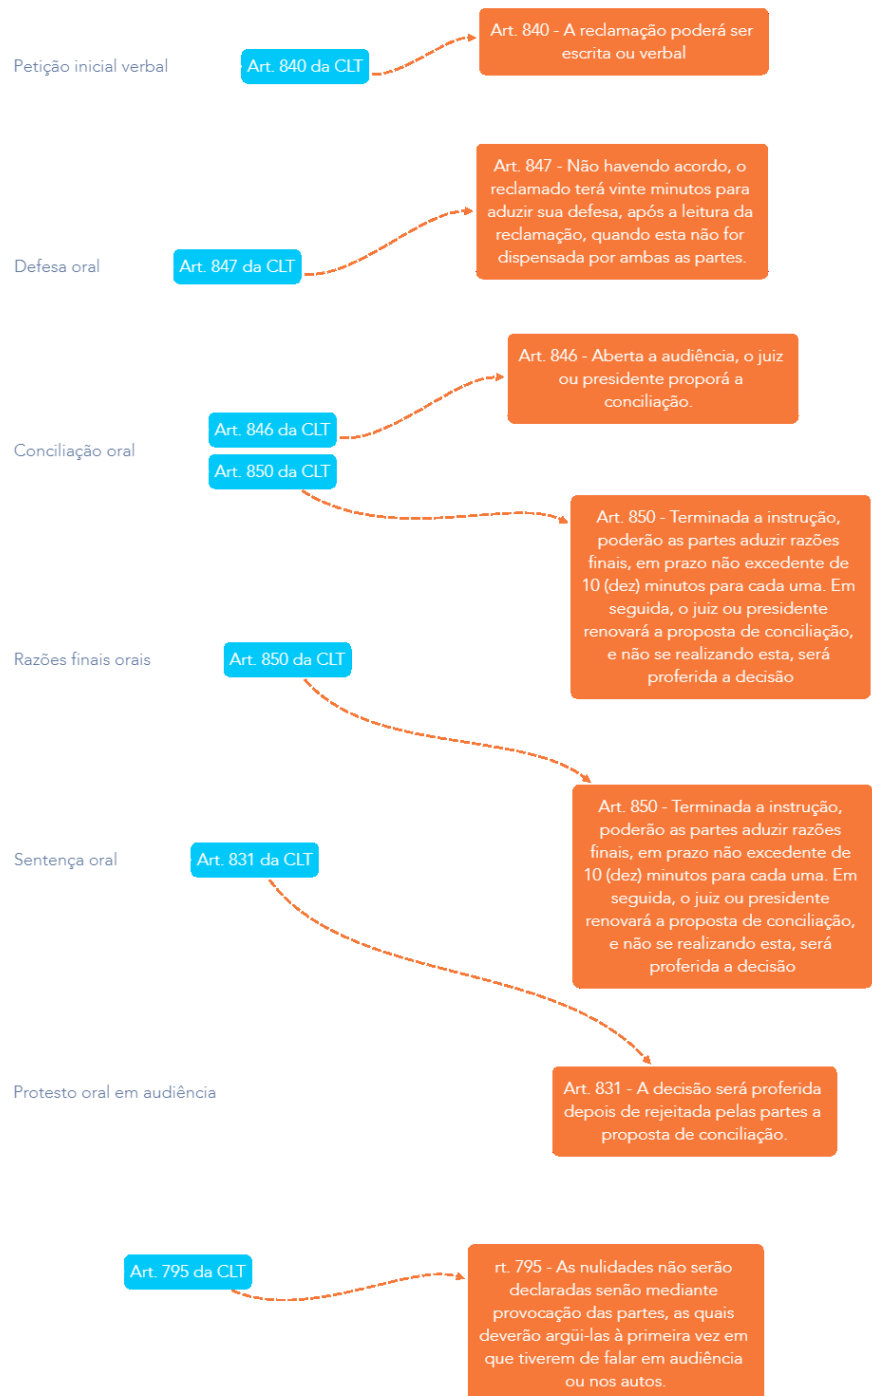 Petição inicial verbal
Art. 840 da CLT
Art. 840 - A reclamação poderá ser
escrita ou verbal
Defesa oral
Art. 847 da CLT
Art. 847 - Não havendo acordo, o
reclamado terá vinte minutos para
aduzir sua defesa, após a leitura da
reclamação, quando esta não for
dispensada por ambas as partes.
Conciliação oral
Art. 846 da CLT
Art. 846 - Aberta a audiência, o juiz
ou presidente proporá a
conciliação.
Art. 850 da CLT
Art. 850 - Terminada a instrução,
poderão as partes aduzir razões
finais, em prazo não excedente de
10 (dez) minutos para cada uma. Em
seguida, o juiz ou presidente
renovará a proposta de conciliação,
e não se realizando esta, será
proferida a decisão
Razões finais orais
Art. 850 da CLT
Art. 850 - Terminada a instrução,
poderão as partes aduzir razões
finais, em prazo não excedente de
10 (dez) minutos para cada uma. Em
seguida, o juiz ou presidente
renovará a proposta de conciliação,
e não se realizando esta, será
proferida a decisão
Sentença oral
Art. 831 da CLT
Art. 831 - A decisão será proferida
depois de rejeitada pelas partes a
proposta de conciliação.
Protesto oral em audiência
Art. 795 da CLT
rt. 795 - As nulidades não serão
declaradas senão mediante
provocação das partes, as quais
deverão argüi-las à primeira vez em
que tiverem de falar em audiência
ou nos autos.